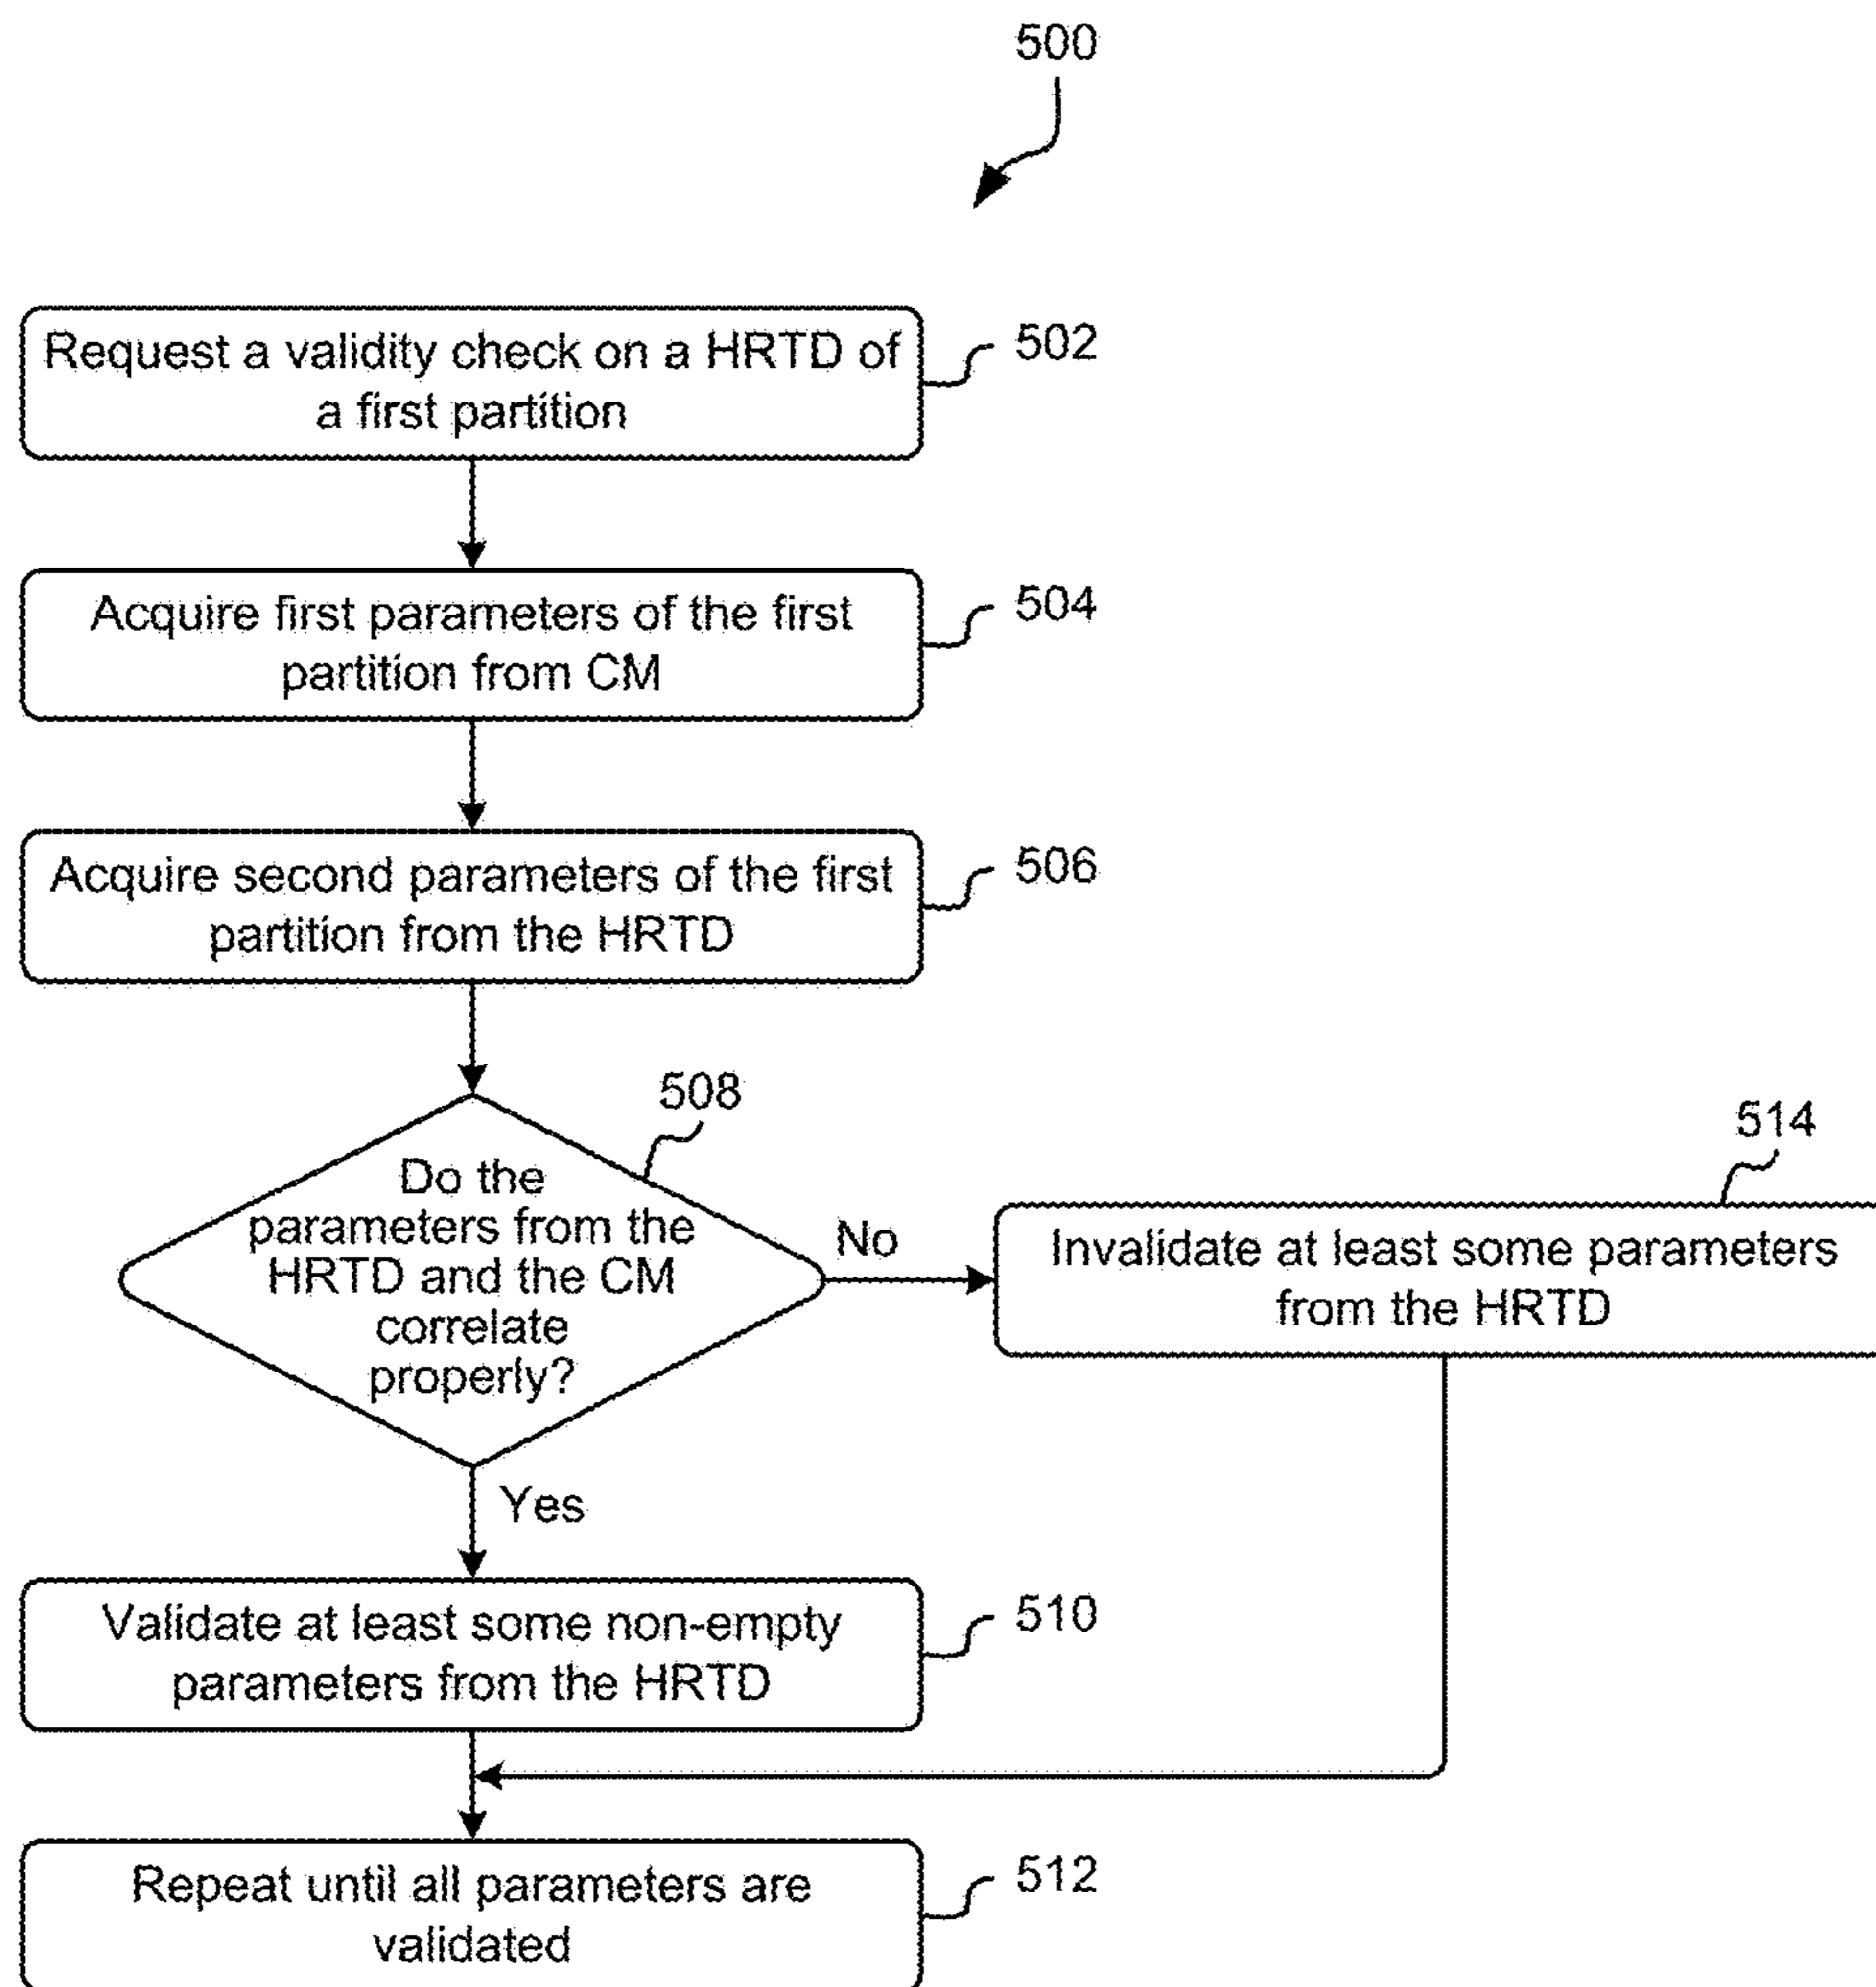 500
Request a validity check on a HRTD of
a first partition
502
Acquire first parameters of the first
partition from CM
504
Acquire second parameters of the first
partition from the HRTD
506
508
Do the
parameters from the
HRTD and the CM
correlate
properly?
No
514
Invalidate at least some parameters
from the HRTD
Yes
Validate at least some non-empty
parameters from the HRTD
510
Repeat until all parameters are
validated
512